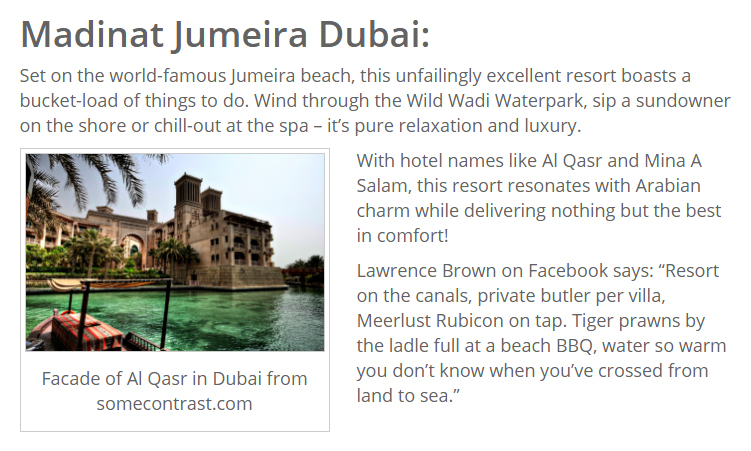 Madinat Jumeira Dubai:
Set on the world-famous Jumeira beach, this unfailingly excellent resort boasts a
bucket-load of things to do. Wind through the Wild Wadi Waterpark, sip a sundowner
on the shore or chill-out at the spa – it’s pure relaxation and luxury.
Facade of Al Qasr in Dubai from
somecontrast.com
With hotel names like Al Qasr and Mina A
Salam, this resort resonates with Arabian
charm while delivering nothing but the best
in comfort!
Lawrence Brown on Facebook says: “Resort
on the canals, private butler per villa,
Meerlust Rubicon on tap. Tiger prawns by
the ladle full at a beach BBQ, water so warm
you don’t know when you’ve crossed from
land to sea.”